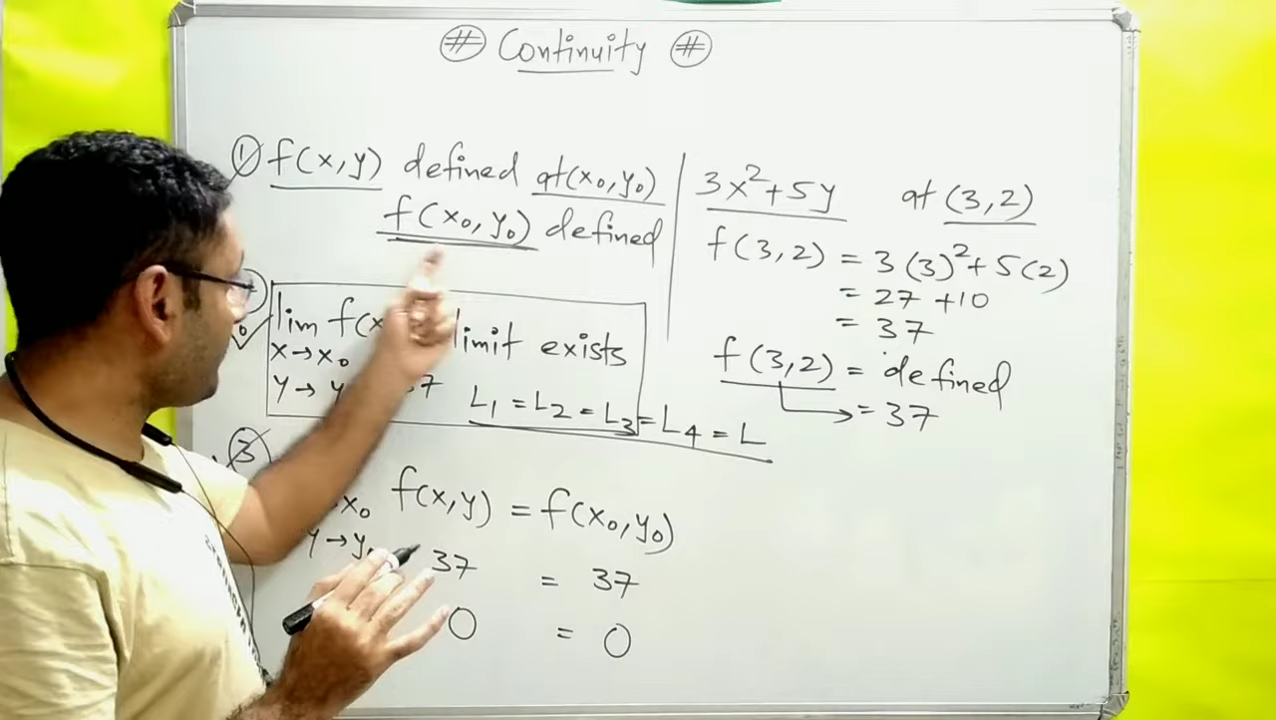 # Continuity #
① f(x,y) defined at (x₀,y₀)
f(x₀,y₀) defined
lim f(x limit exists
x→x₀
y→y 37
L₁ = L₂ = L₃ = L₄ = L
③
x₀ f(x,y) = f(x₀,y₀)
y→y₀
37 = 37
0 = 0
3x²+5y at (3,2)
f(3,2) = 3(3)²+5(2)
= 27 +10
= 37
f(3,2) = defined
→ = 37